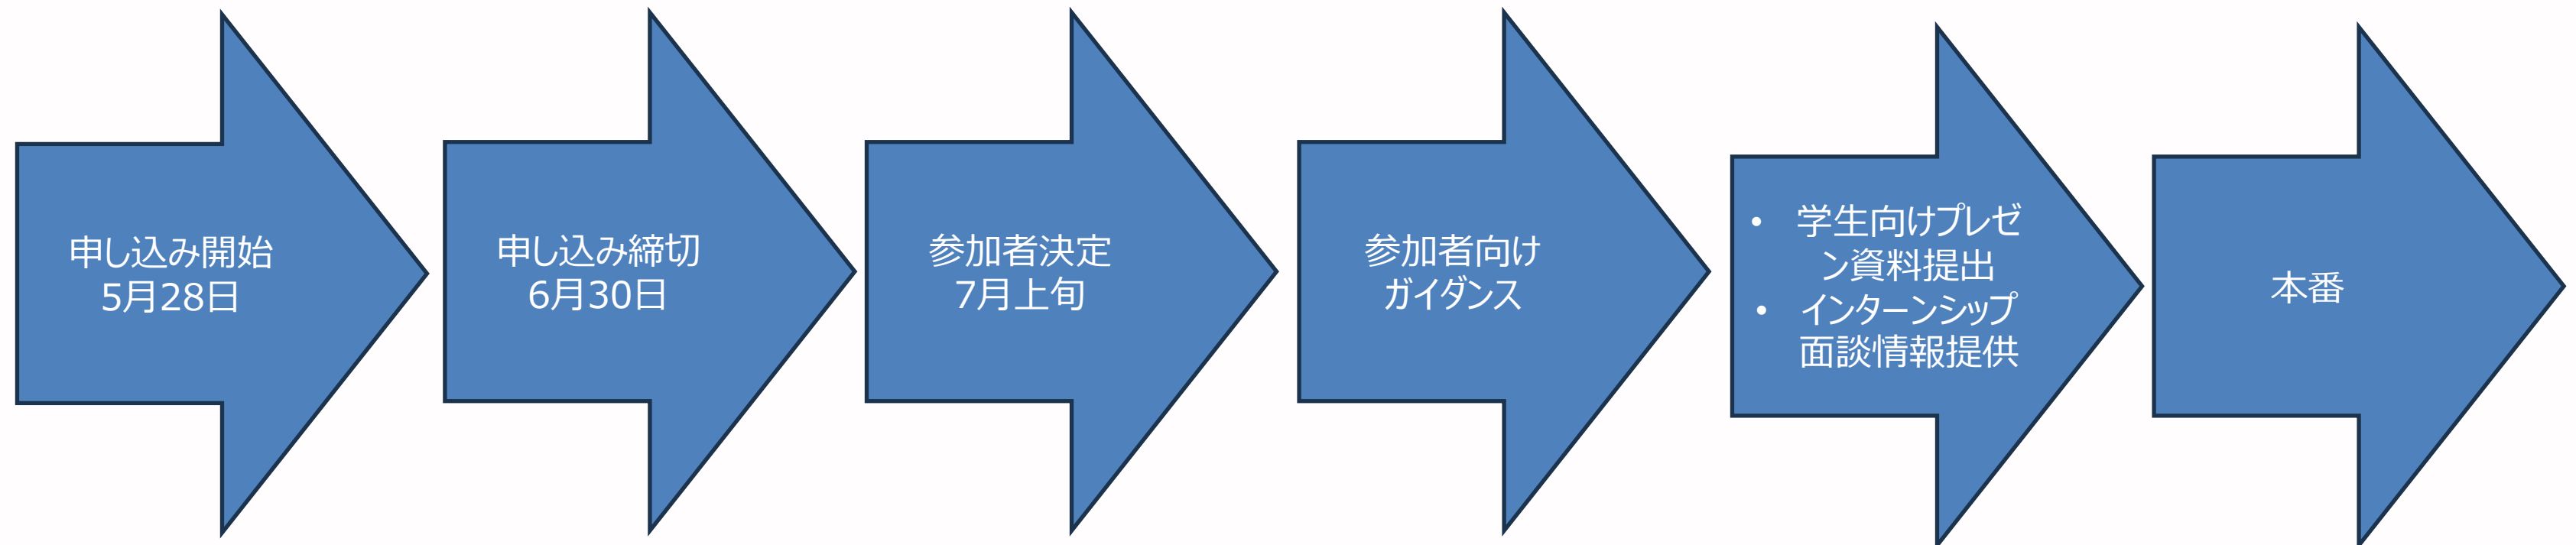 申し込み開始
5月28日
申し込み締切
6月30日
参加者決定
7月上旬
参加者向け
ガイダンス
• 学生向けプレゼ
ン資料提出
• インターンシップ
面談情報提供
本番